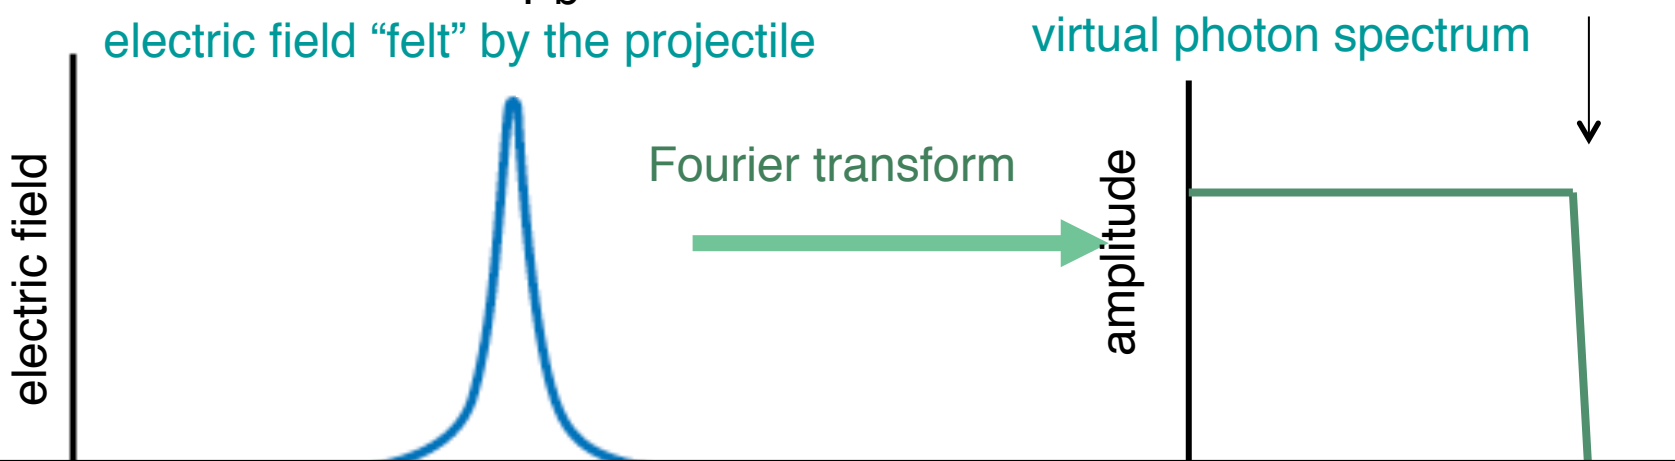 electric field “felt” by the projectile
virtual photon spectrum
Fourier transform
electric field
amplitude